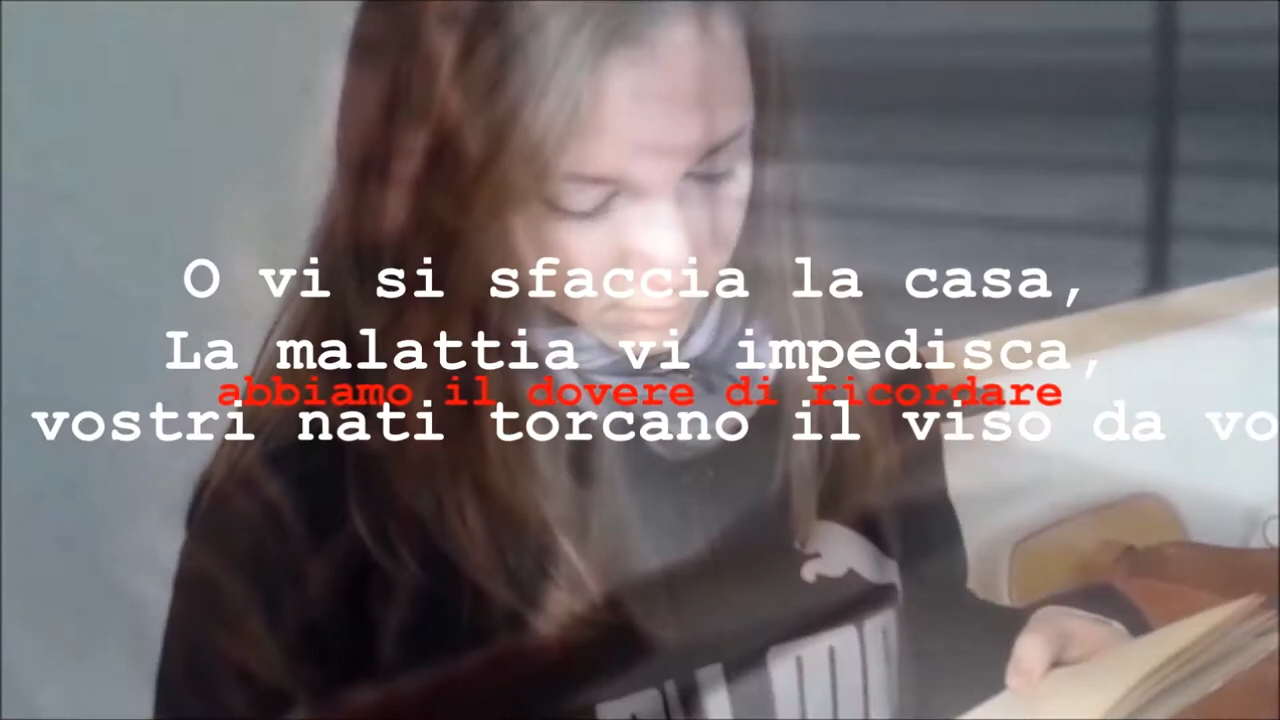 O vi si sfaccia la casa,
La malattia vi impedisca,
abbiamo il dovere di ricordare
vostri nati torcano il viso da vo